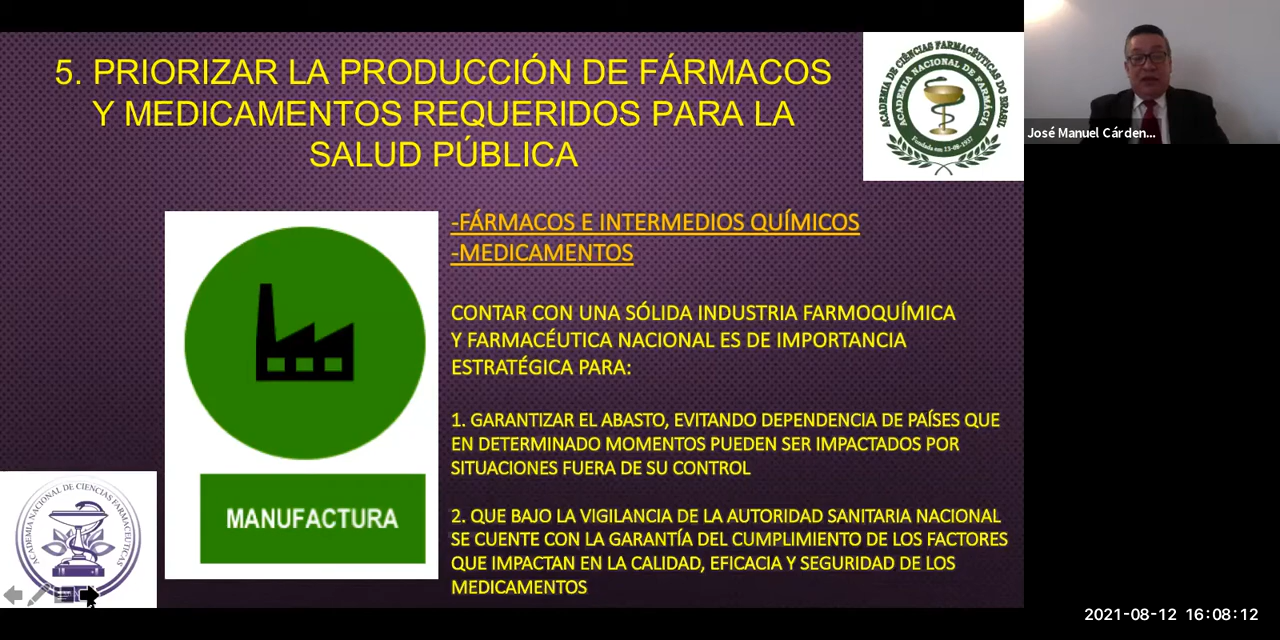 5. PRIORIZAR LA PRODUCCIÓN DE FÁRMACOS
Y MEDICAMENTOS REQUERIDOS PARA LA
SALUD PÚBLICA
ACADEMIA DE CIÊNCIAS FARMACÊUTICAS DO BRASIL
ACADEMIA NACIONAL DE FARMÁCIA
Fundada em 13-08-1937
José Manuel Cárden...
-FÁRMACOS E INTERMEDIOS QUÍMICOS
-MEDICAMENTOS
CONTAR CON UNA SÓLIDA INDUSTRIA FARMOQUÍMICA
Y FARMACÉUTICA NACIONAL ES DE IMPORTANCIA
ESTRATÉGICA PARA:
1. GARANTIZAR EL ABASTO, EVITANDO DEPENDENCIA DE PAÍSES QUE
EN DETERMINADO MOMENTOS PUEDEN SER IMPACTADOS POR
SITUACIONES FUERA DE SU CONTROL
2. QUE BAJO LA VIGILANCIA DE LA AUTORIDAD SANITARIA NACIONAL
SE CUENTE CON LA GARANTÍA DEL CUMPLIMIENTO DE LOS FACTORES
QUE IMPACTAN EN LA CALIDAD, EFICACIA Y SEGURIDAD DE LOS
MEDICAMENTOS
MANUFACTURA
ACADEMIA NACIONAL DE CIENCIAS FARMACEUTICAS
2021-08-12 16:08:12